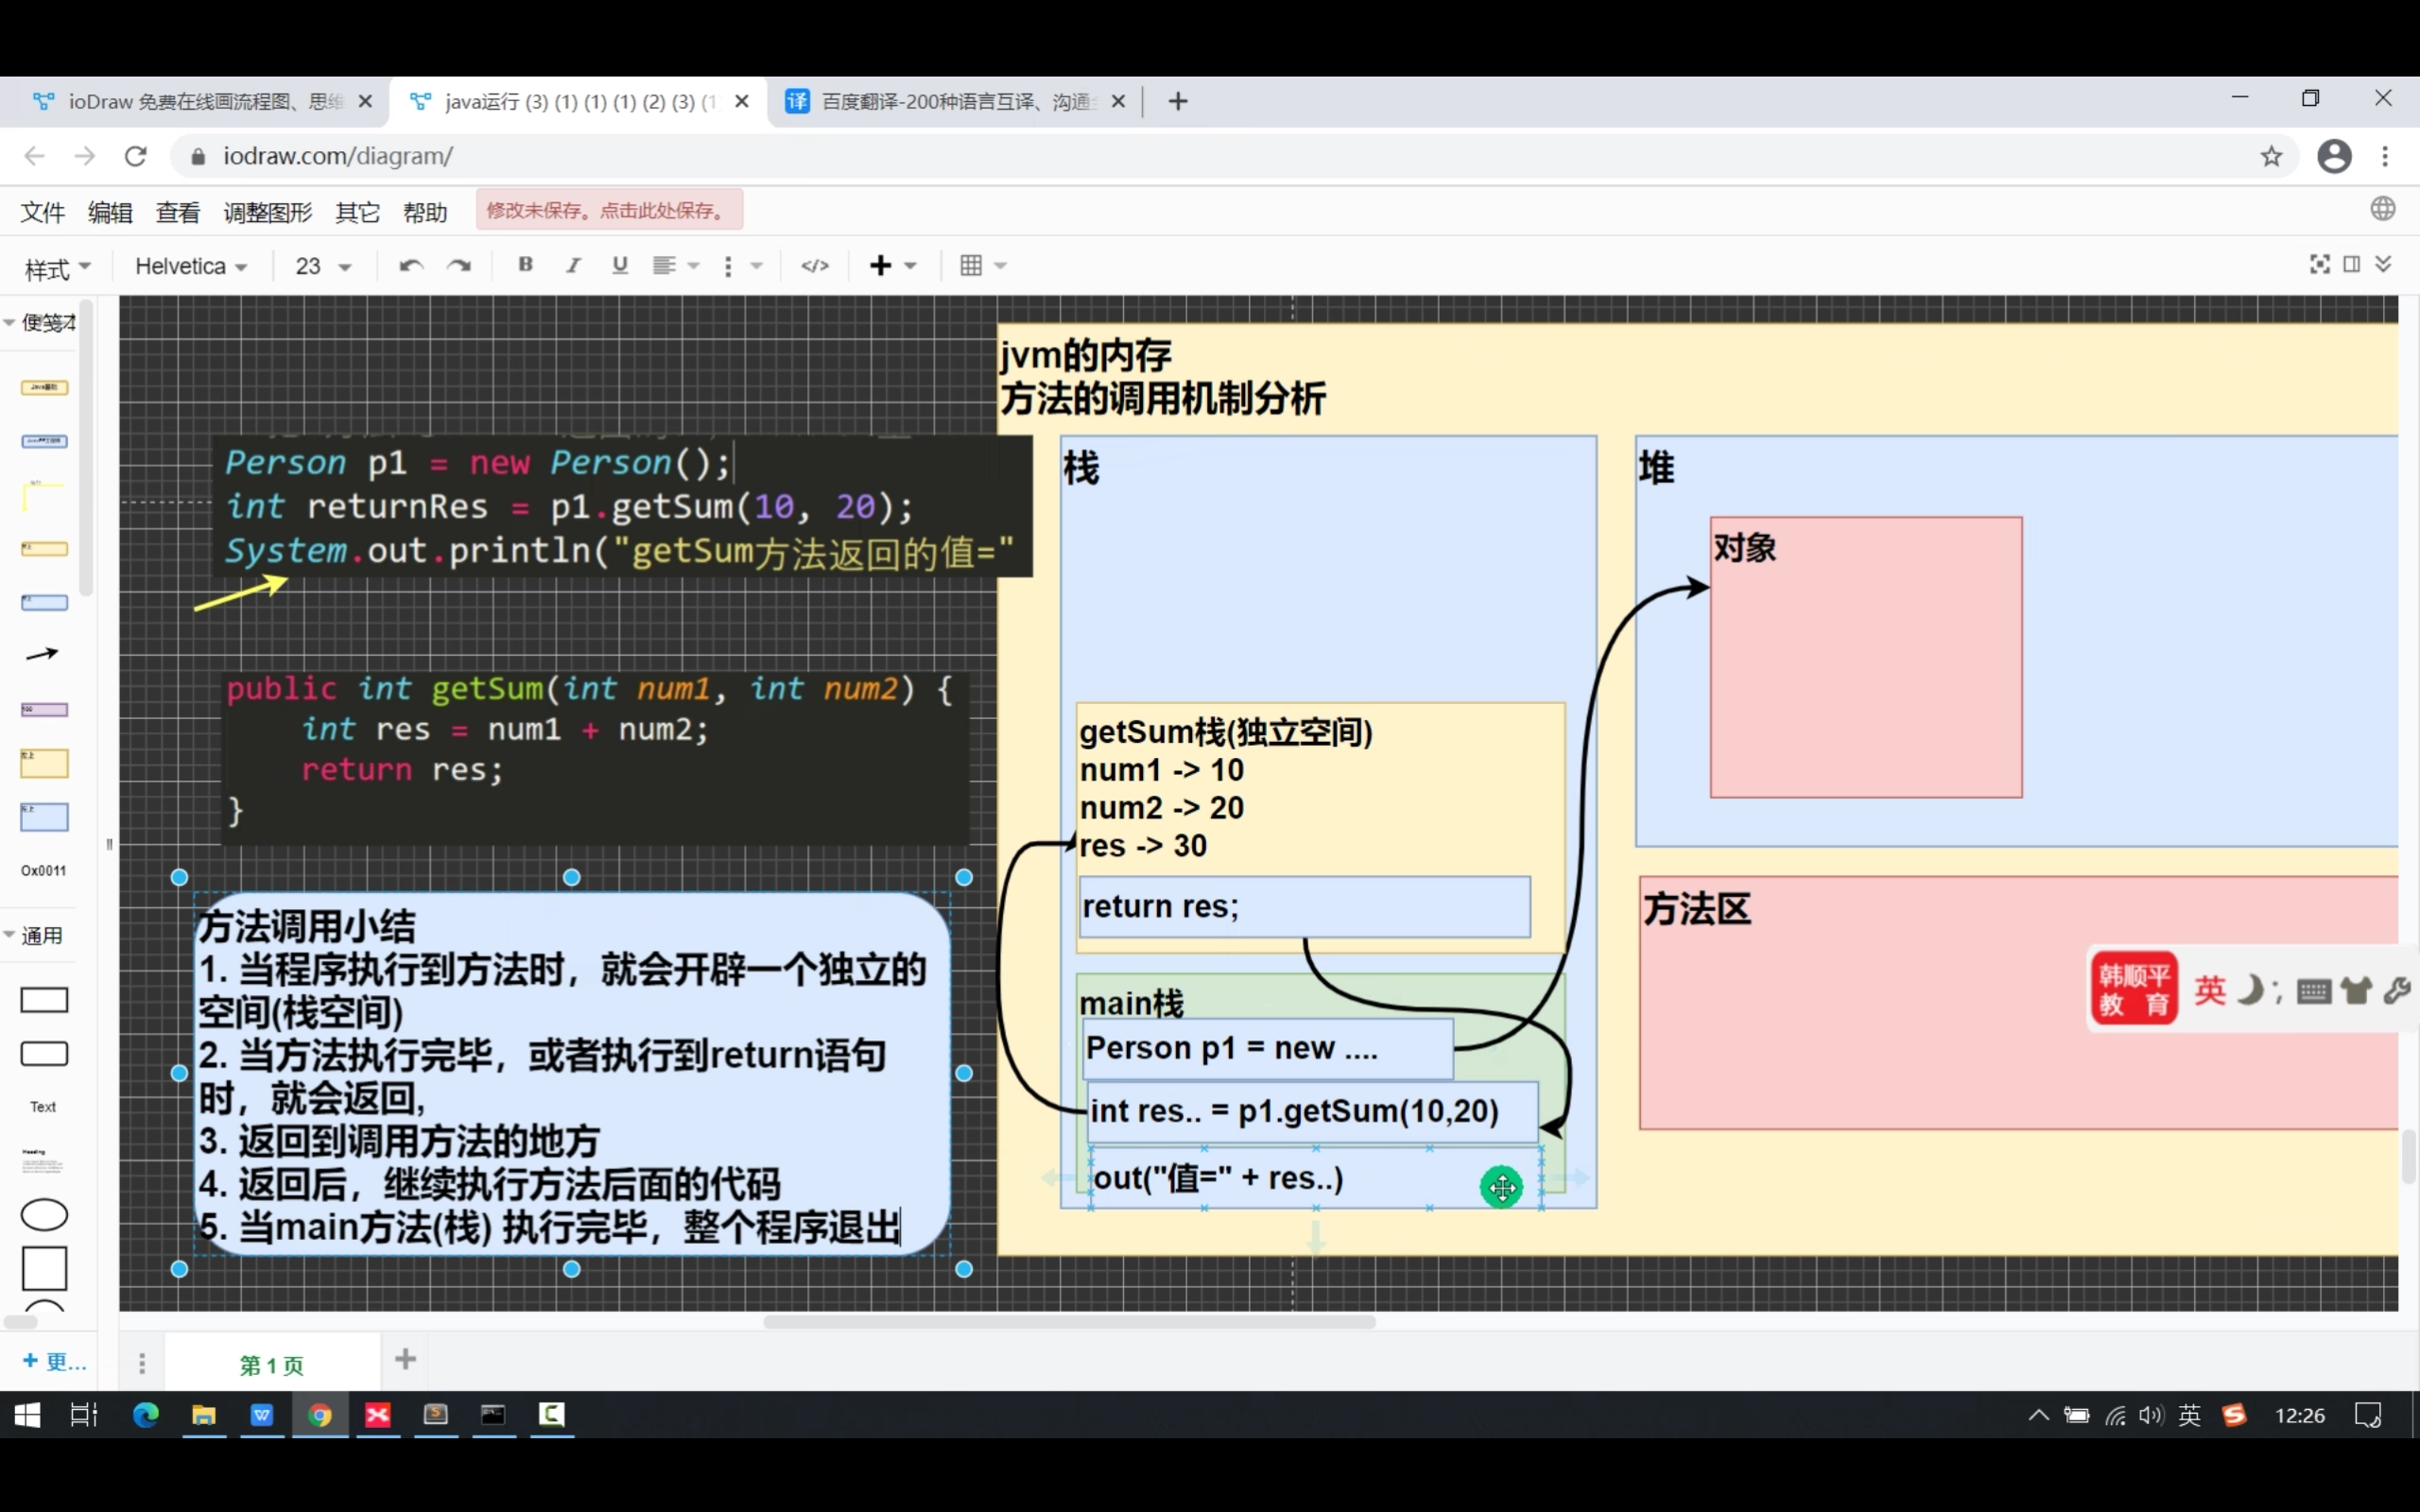 ioDraw 免费在线画流程图、思维
java运行 (3) (1) (1) (1) (2) (3) (1
百度翻译-200种语言互译、沟通
iodraw.com/diagram/
文件 编辑 查看 调整图形 其它 帮助 修改未保存。点击此处保存。
样式 Helvetica 23 B I U </>
便笺
jvm的内存
方法的调用机制分析
Person p1 = new Person();
int returnRes = p1.getSum(10, 20);
System.out.println("getSum方法返回的值="
public int getSum(int num1, int num2) {
int res = num1 + num2;
return res;
}
方法调用小结
1. 当程序执行到方法时，就会开辟一个独立的
空间(栈空间)
2. 当方法执行完毕，或者执行到return语句
时，就会返回,
3. 返回到调用方法的地方
4. 返回后，继续执行方法后面的代码
5. 当main方法(栈) 执行完毕，整个程序退出
栈
getSum栈(独立空间)
num1 -> 10
num2 -> 20
res -> 30
return res;
main栈
Person p1 = new ....
int res.. = p1.getSum(10,20)
out("值=" + res..)
堆
对象
方法区
韩顺平
教 育
英
Ox0011
通用
Text
Heading
+ 更...
第 1 页
英
12:26